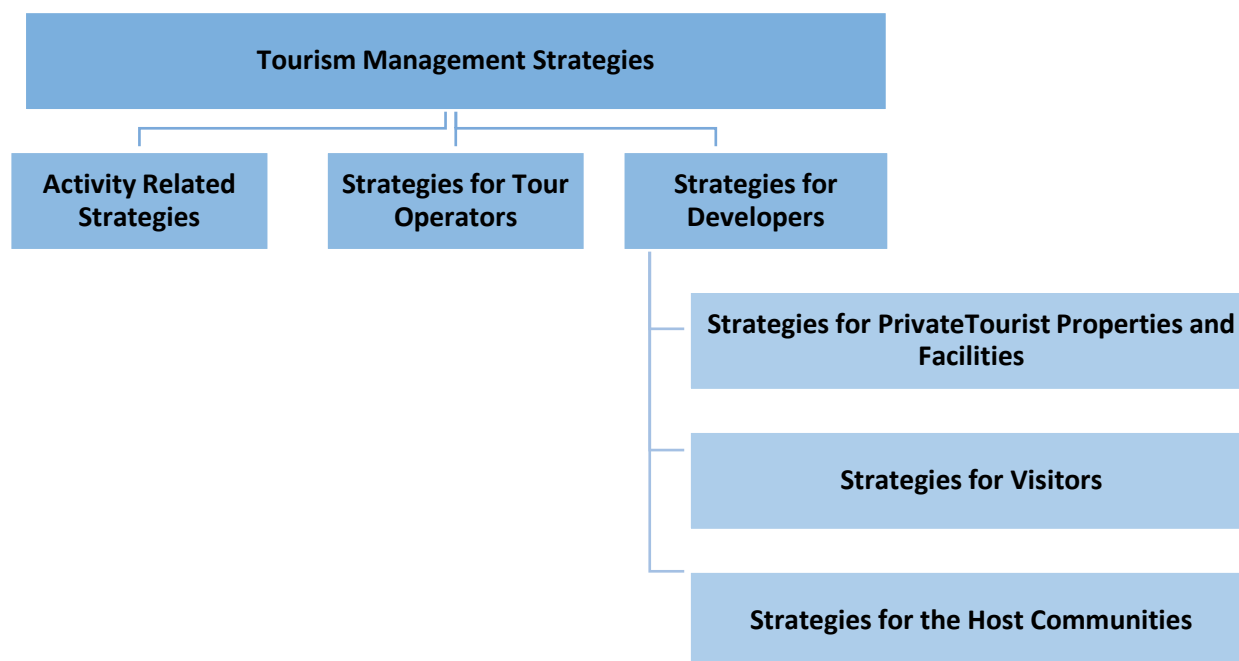 Tourism Management Strategies
Activity Related
Strategies
Strategies for Tour
Operators
Strategies for
Developers
Strategies for PrivateTourist Properties and
Facilities
Strategies for Visitors
Strategies for the Host Communities